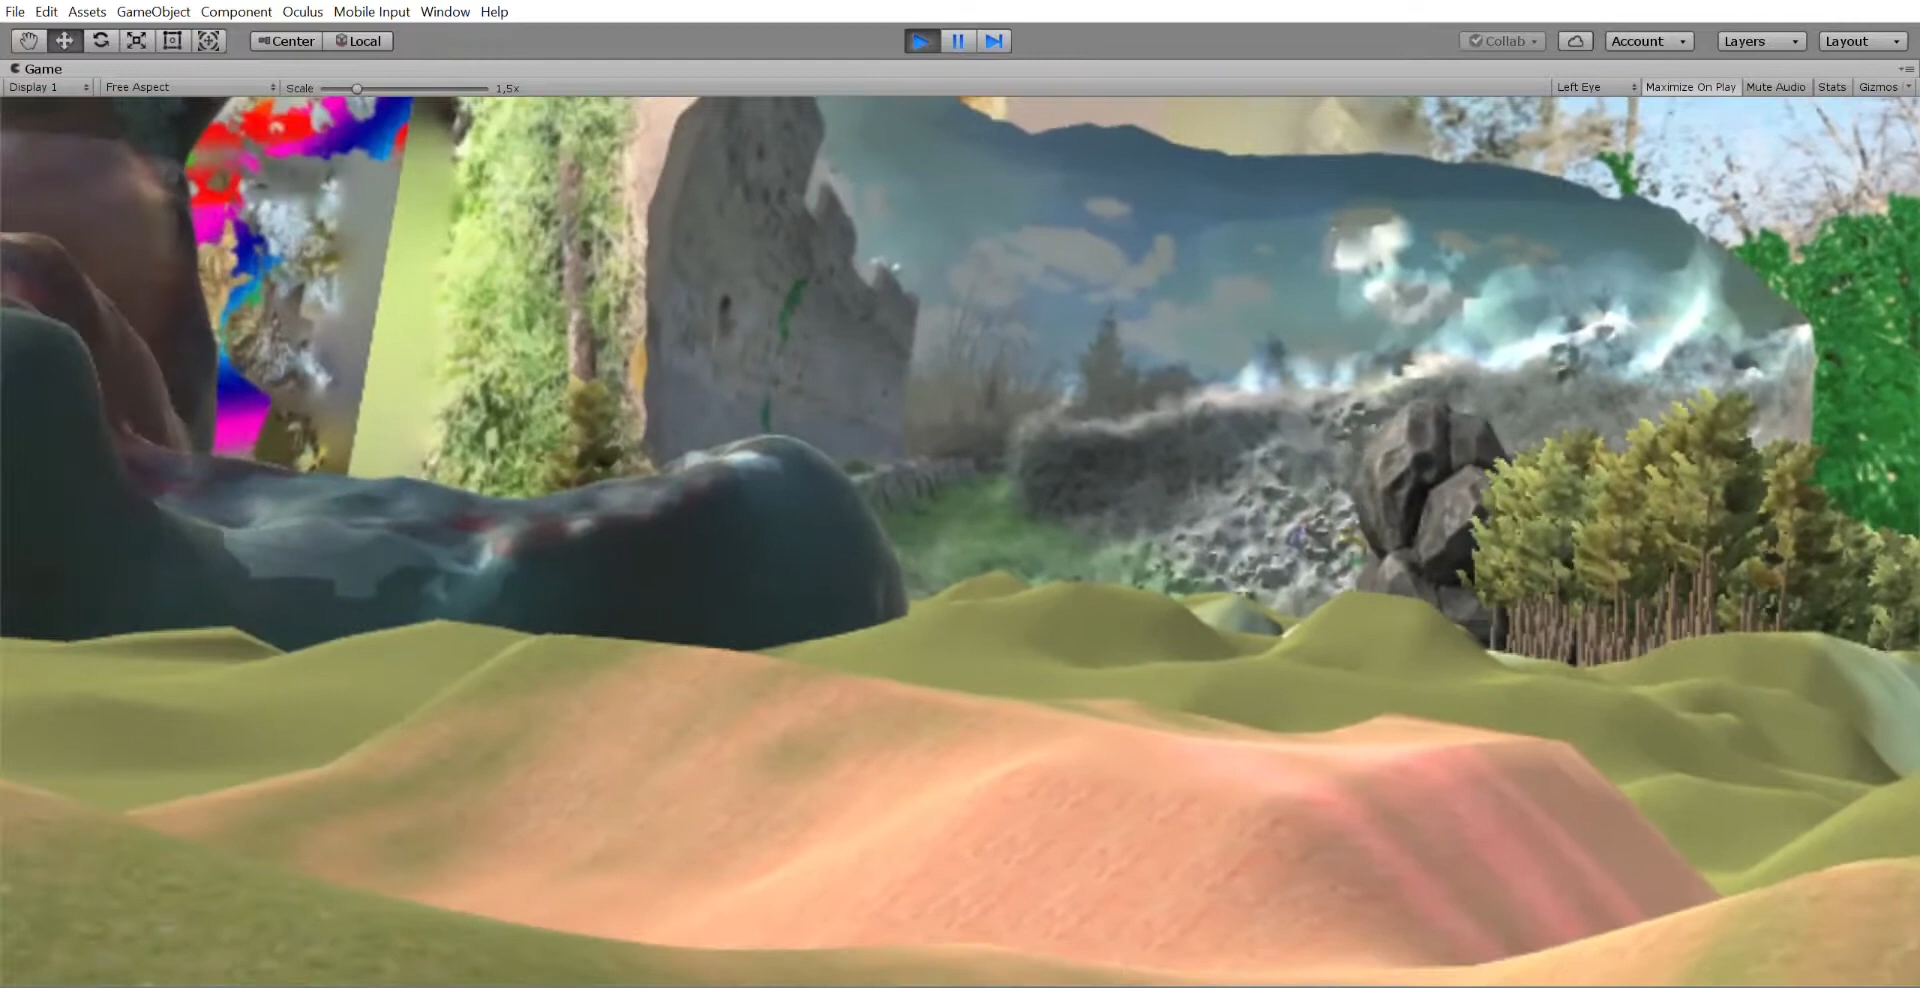 File Edit Assets GameObject Component Oculus Mobile Input Window Help
Center Local Collab Account Layers Layout
Game
Display 1 Free Aspect Scale 1,5x Left Eye Maximize On Play Mute Audio Stats Gizmos